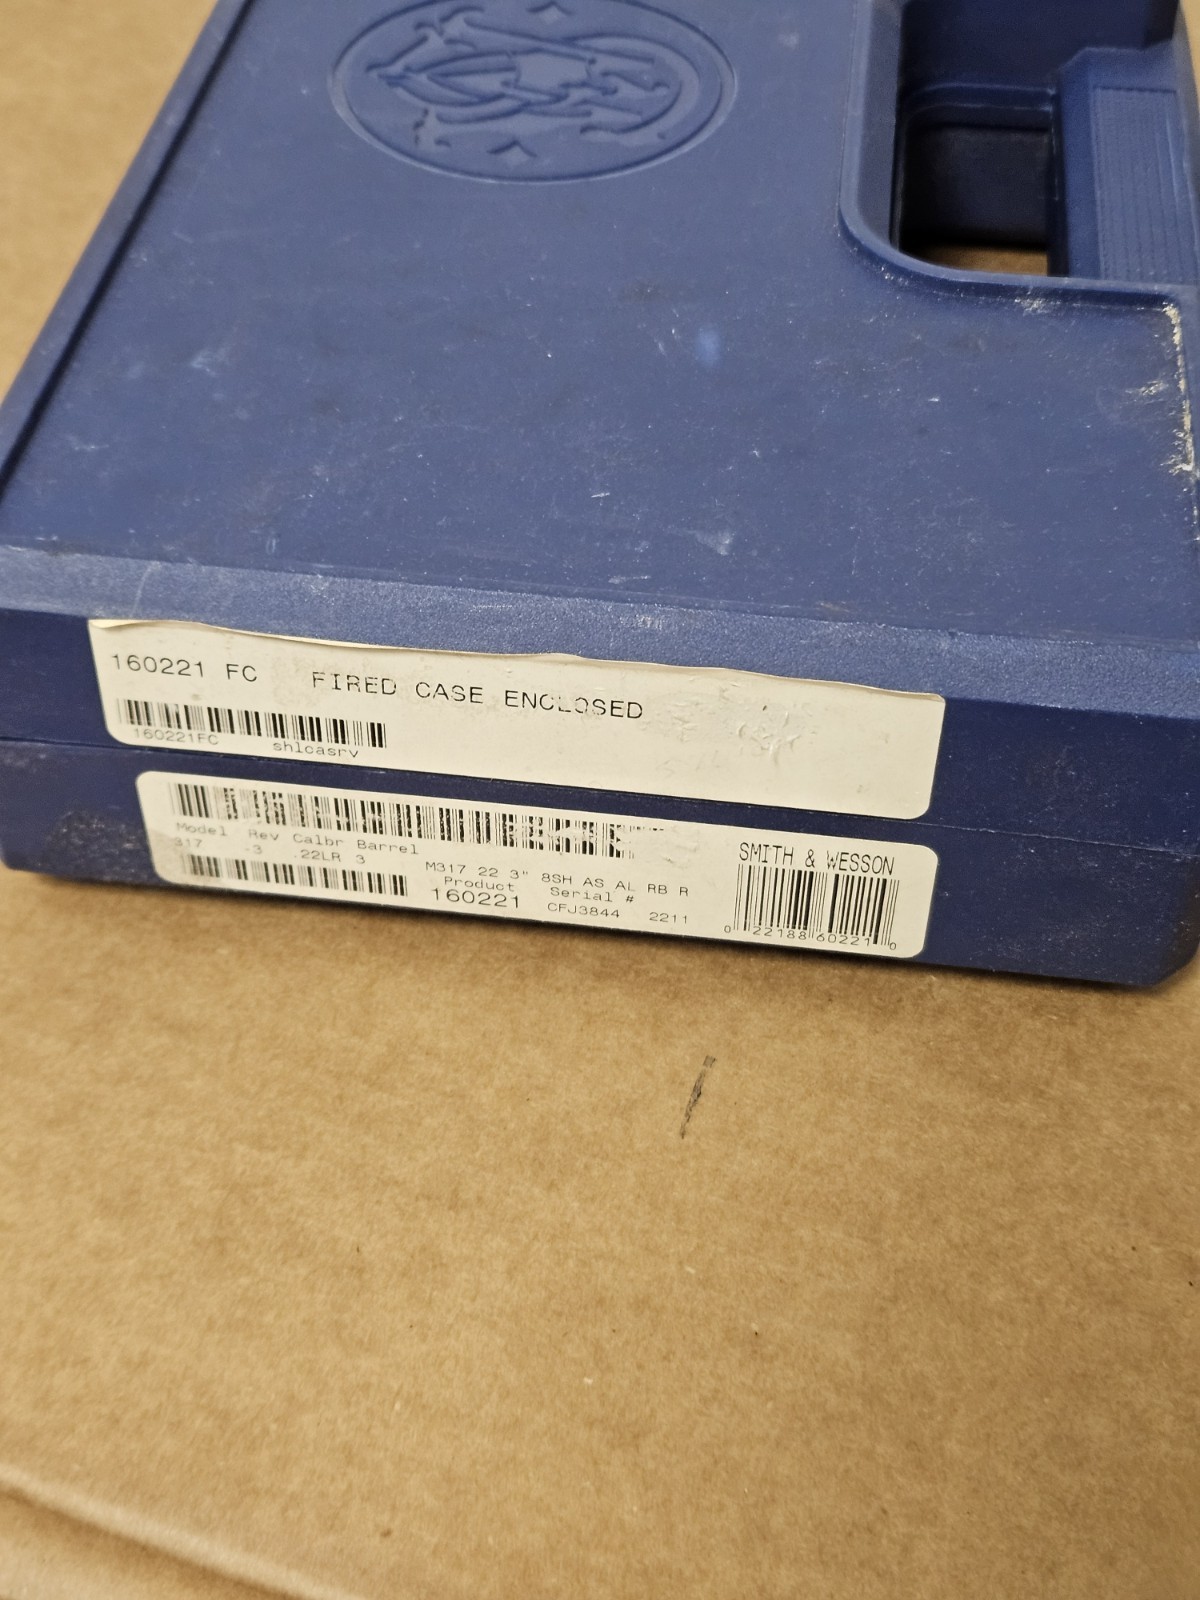 160221 FC FIRED CASE ENCLOSED
160221FC shlcasrv
Model Rev Calbr Barrel
317 .3 .22LR 3
M317 22 3" 8SH AS AL RB R
Product Serial #
160221 CFJ3844 2211
SMITH & WESSON
0 22188 60221 0